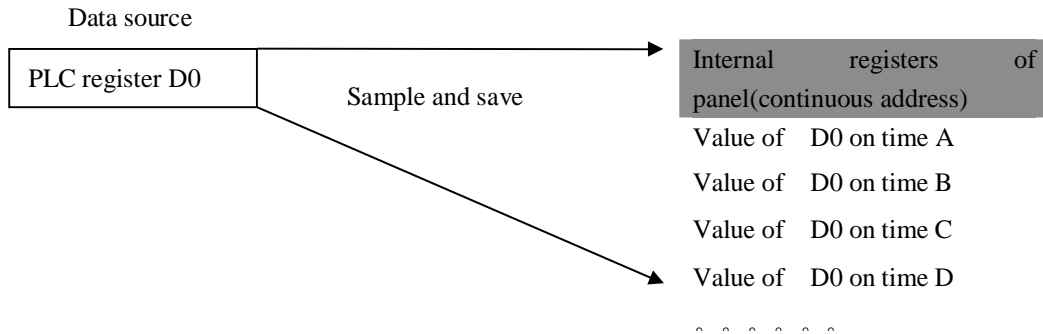 Data source
PLC register D0
Sample and save
Internal registers of
panel(continuous address)
Value of D0 on time A
Value of D0 on time B
Value of D0 on time C
Value of D0 on time D